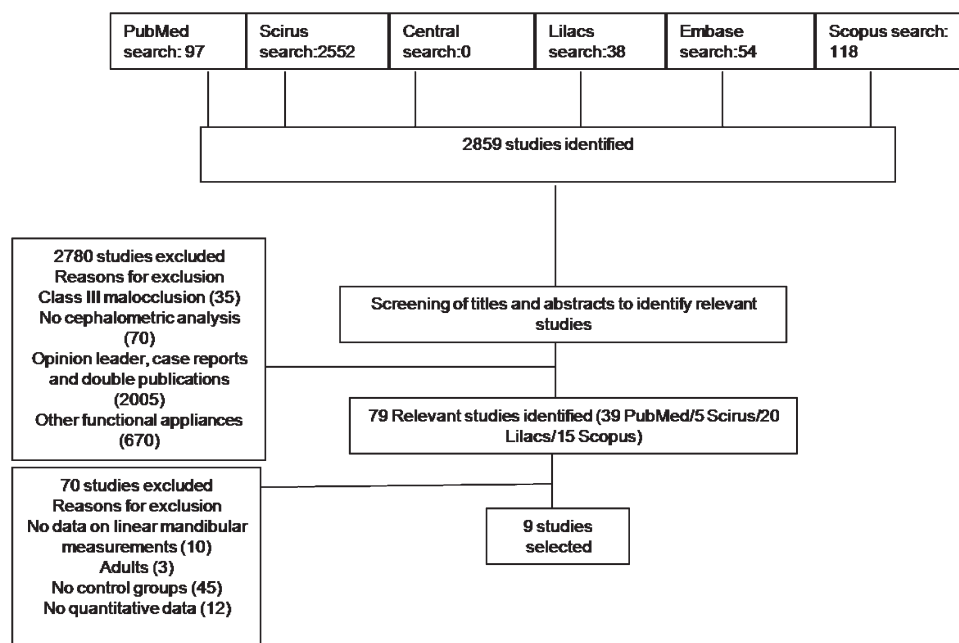 PubMed
search: 97
Scirus
search:2552
Central
search:0
Lilacs
search:38
Embase
search:54
Scopus search:
118
2859 studies identified
2780 studies excluded
Reasons for exclusion
Class III malocclusion (35)
No cephalometric analysis
(70)
Opinion leader, case reports
and double publications
(2005)
Other functional appliances
(670)
Screening of titles and abstracts to identify relevant
studies
79 Relevant studies identified (39 PubMed/5 Scirus/20
Lilacs/15 Scopus)
70 studies excluded
Reasons for exclusion
No data on linear mandibular
measurements (10)
Adults (3)
No control groups (45)
No quantitative data (12)
9 studies
selected